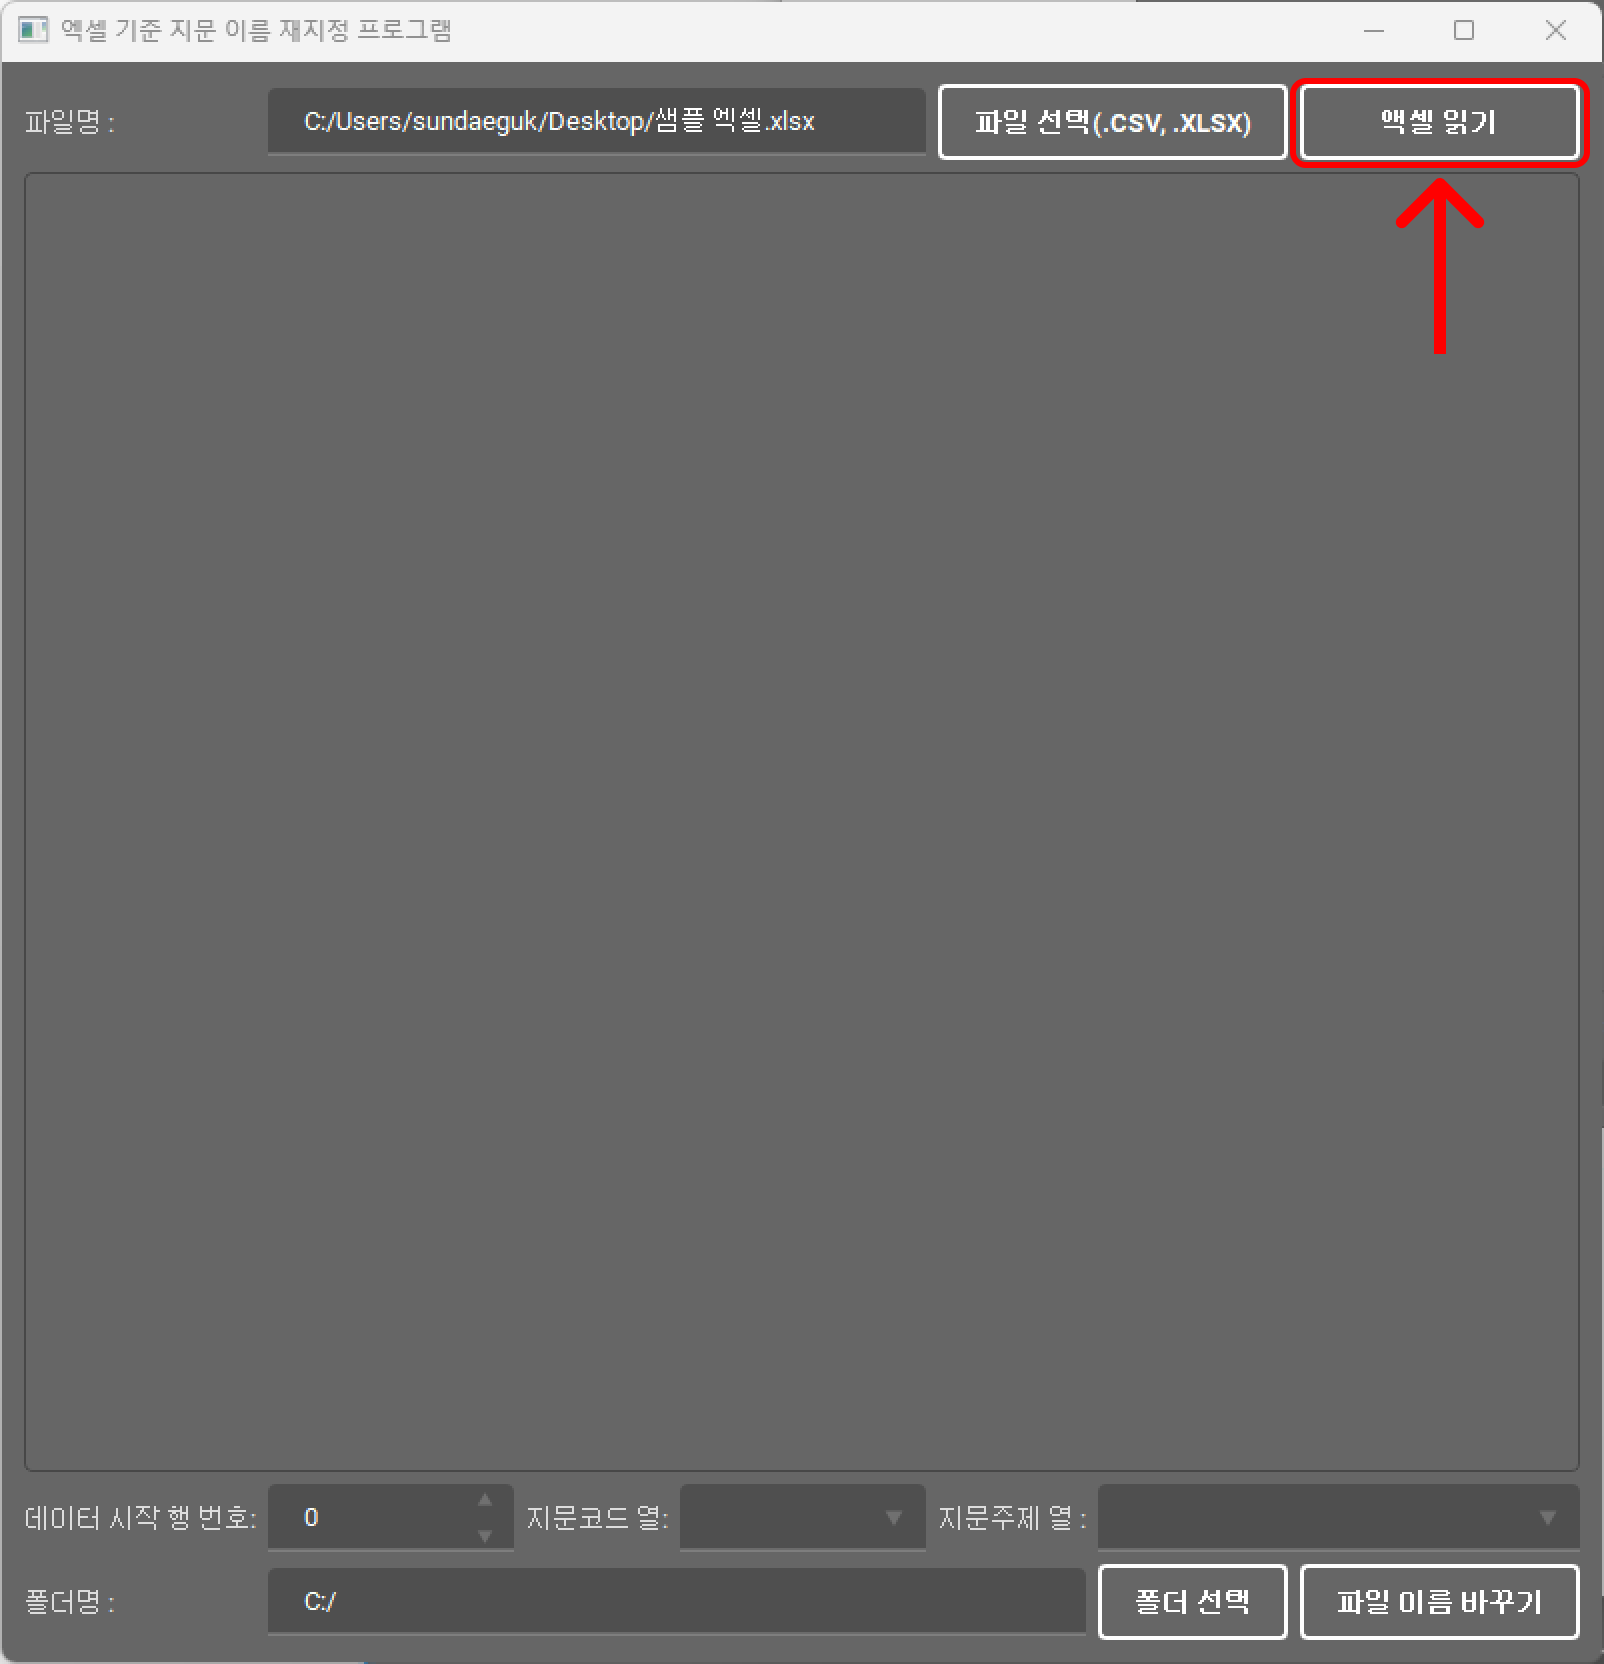 엑셀 기준 지문 이름 재지정 프로그램
파일명 : C:/Users/sundaeguk/Desktop/샘플 엑셀.xlsx 파일 선택(.CSV, .XLSX) 액셀 읽기
데이터 시작 행 번호: 0 지문코드 열: 지문주제 열 :
폴더명 : C:/ 폴더 선택 파일 이름 바꾸기